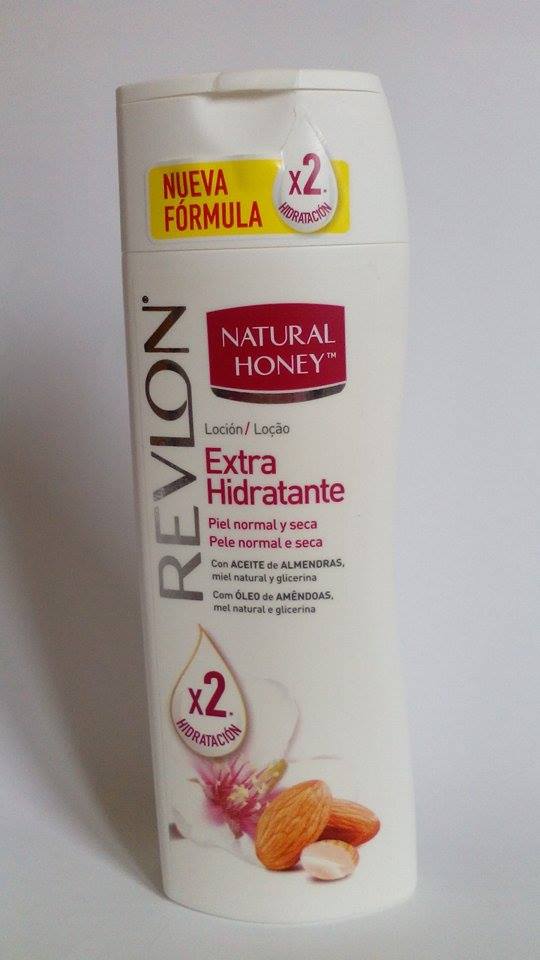 NUEVA
FÓRMULA
x2.
HIDRATACIÓN
REVLON®
NATURAL
HONEY™
Loción/ Loção
Extra
Hidratante
Piel normal y seca
Pele normal e seca
Con ACEITE de ALMENDRAS,
miel natural y glicerina
Com ÓLEO de AMÊNDOAS,
mel natural e glicerina
x2.
HIDRATACIÓN